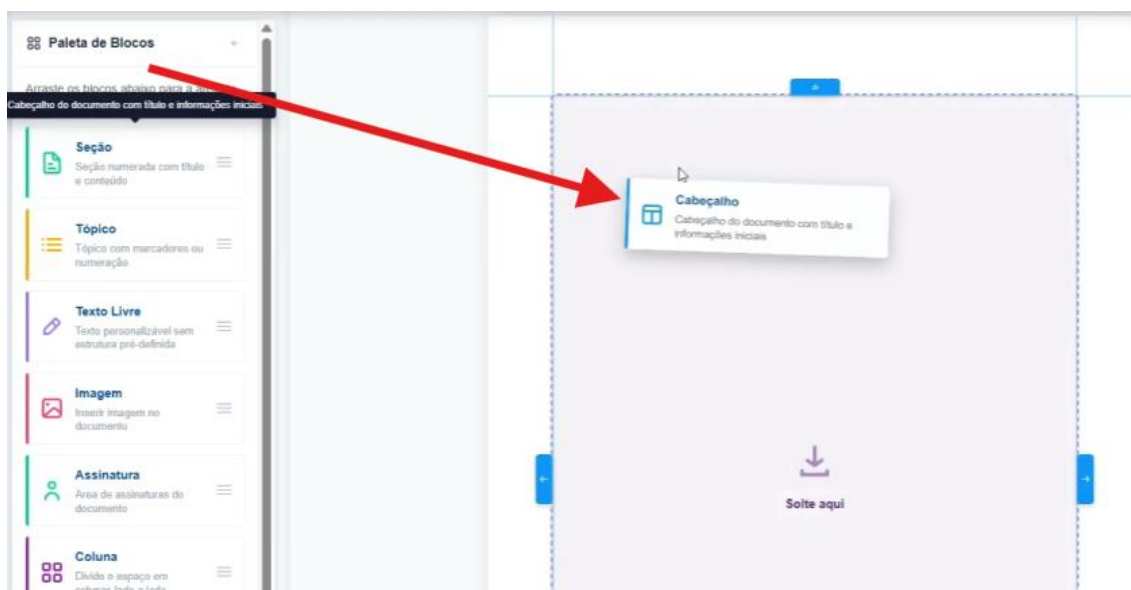 Paleta de Blocos
Arraste os blocos abaixo para a
Cabeçalho do documento com título e informações iniciais
Seção
Seção numerada com título
e conteúdo
Tópico
Tópico com marcadores ou
numeração
Texto Livre
Texto personalizável sem
estrutura pré-definida
Imagem
Inserir imagem no
documento
Assinatura
Área de assinaturas do
documento
Coluna
Divide o espaço em
colunas lado a lado
Cabeçalho
Cabeçalho do documento com título e
informações iniciais
Solte aqui